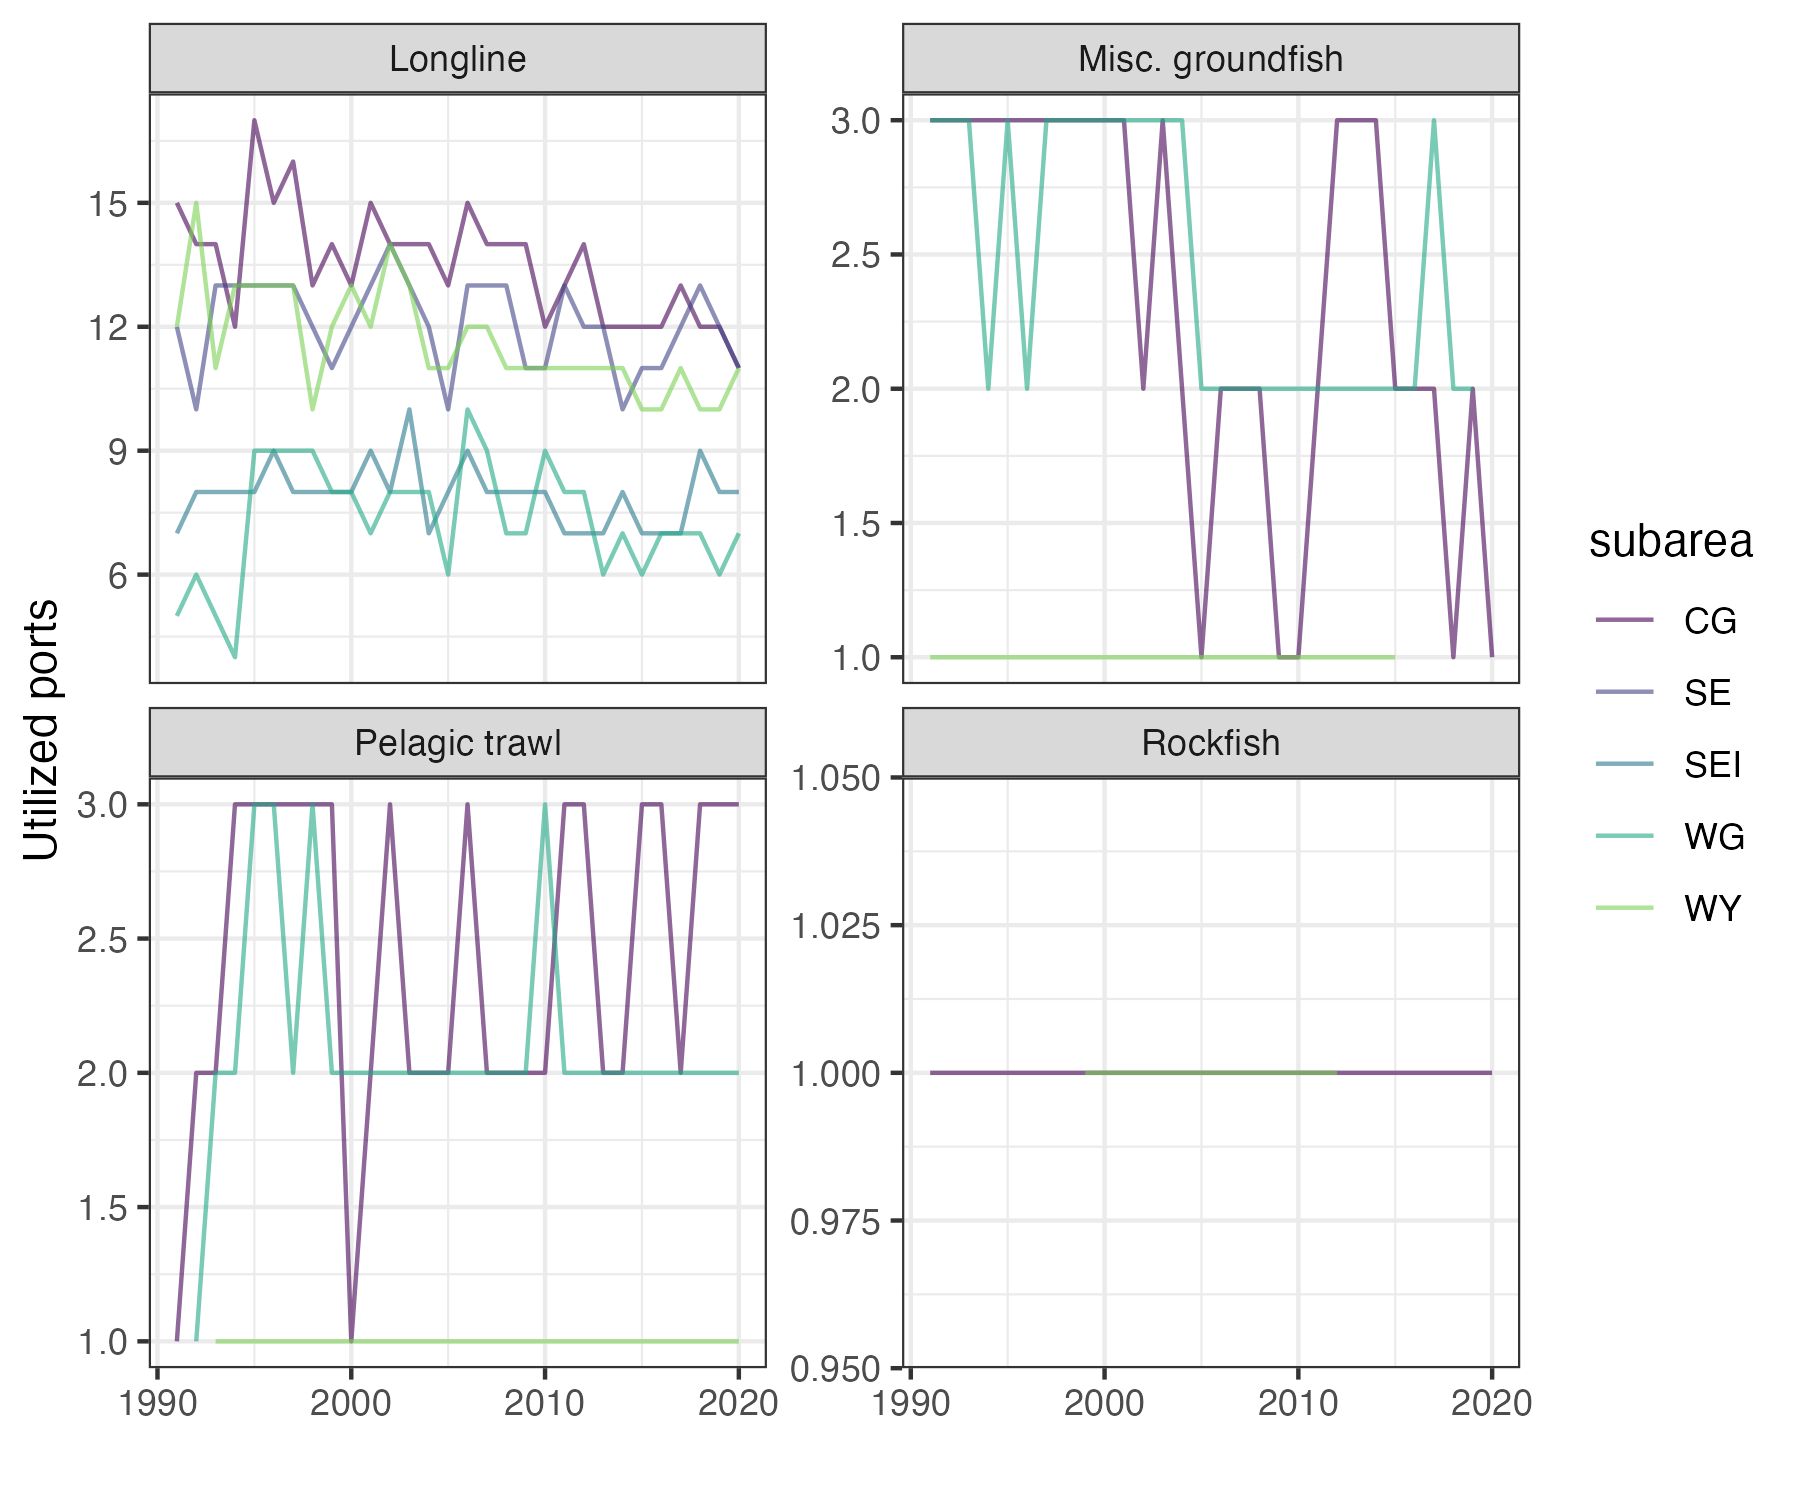 Longline
Misc. groundfish
15
12
9
6
3.0
2.5
2.0
1.5
1.0
Utilized ports
Pelagic trawl
Rockfish
3.0
2.5
2.0
1.5
1.0
1.050
1.025
1.000
0.975
0.950
1990 2000 2010 2020
1990 2000 2010 2020
subarea
CG
SE
SEI
WG
WY